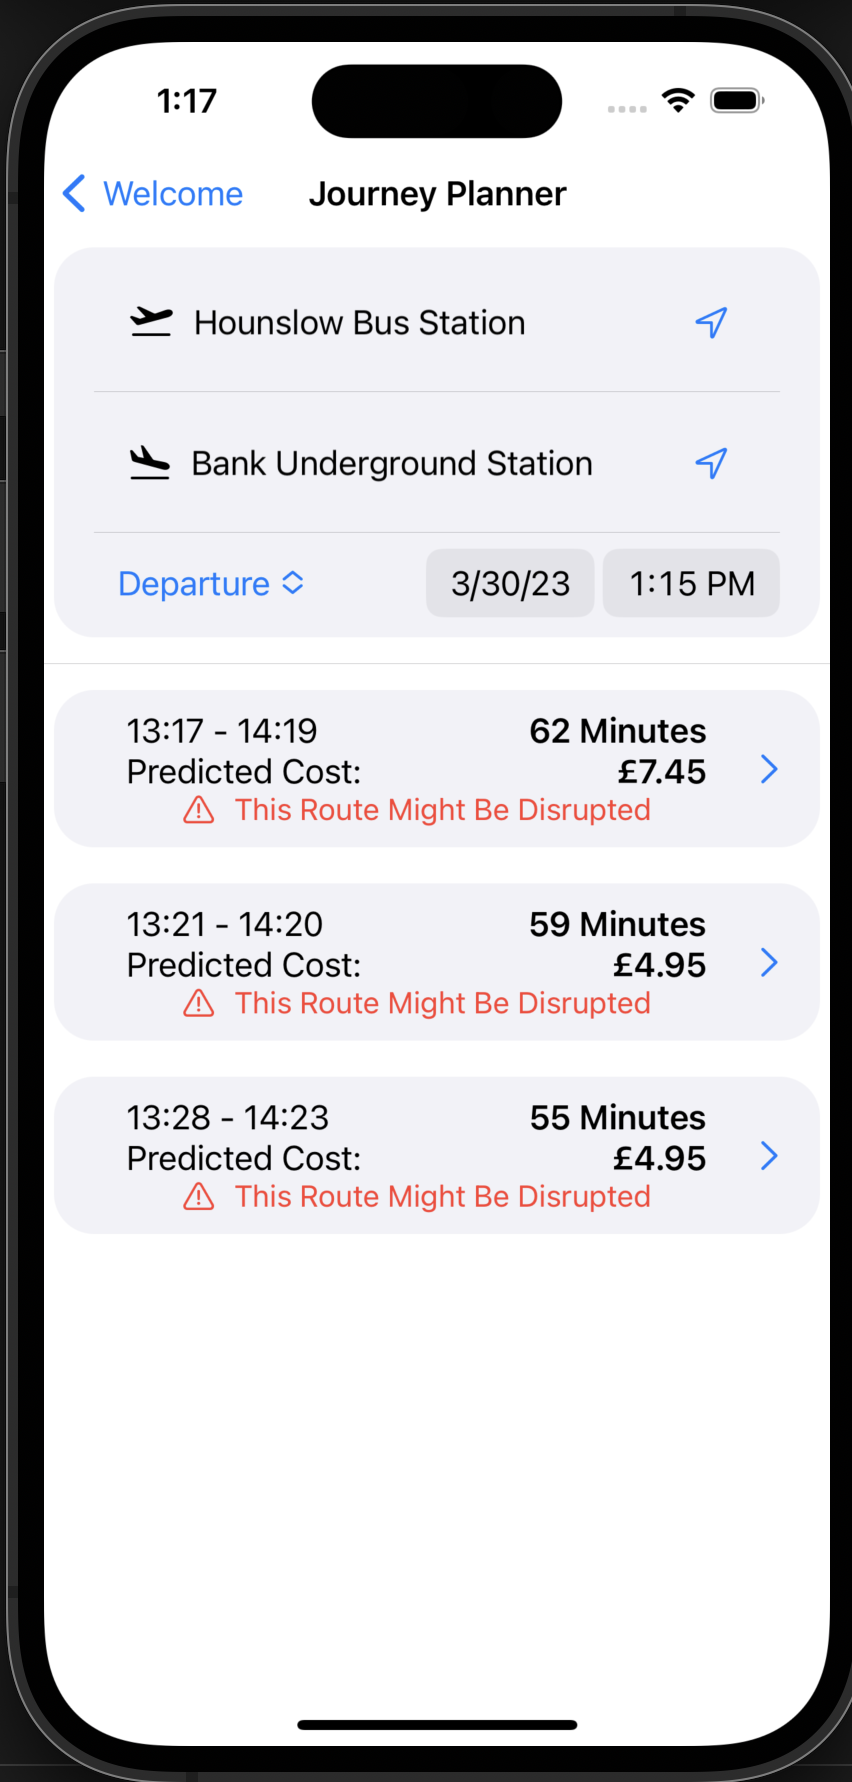 1:17
Welcome Journey Planner
Hounslow Bus Station
Bank Underground Station
Departure 3/30/23 1:15 PM
13:17 - 14:19 62 Minutes
Predicted Cost: £7.45
This Route Might Be Disrupted
13:21 - 14:20 59 Minutes
Predicted Cost: £4.95
This Route Might Be Disrupted
13:28 - 14:23 55 Minutes
Predicted Cost: £4.95
This Route Might Be Disrupted